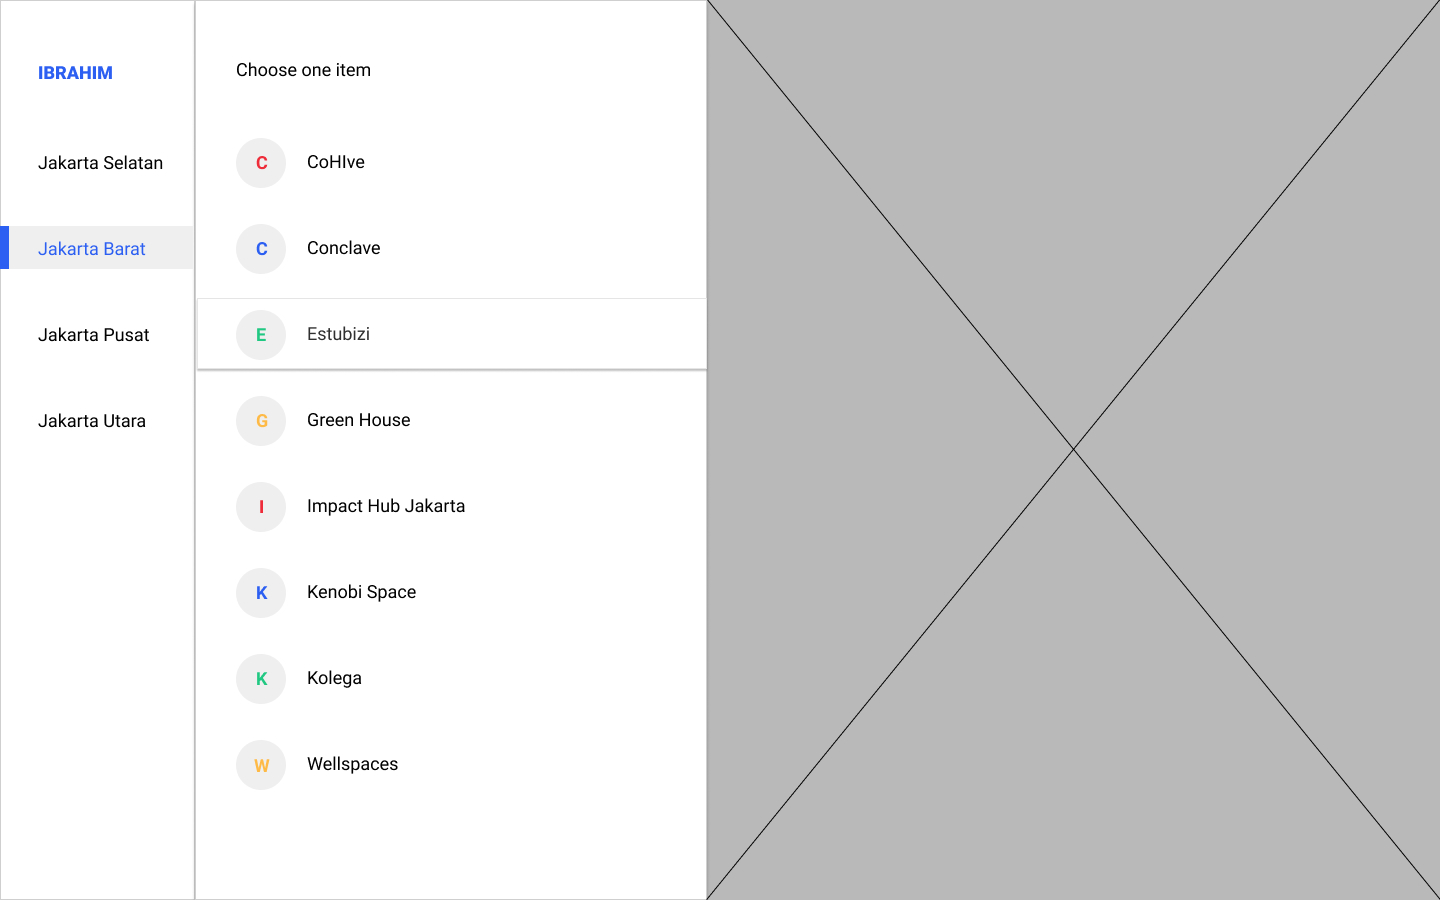 IBRAHIM
Jakarta Selatan
Jakarta Barat
Jakarta Pusat
Jakarta Utara
Choose one item
C CoHIve
C Conclave
E Estubizi
G Green House
I Impact Hub Jakarta
K Kenobi Space
K Kolega
W Wellspaces